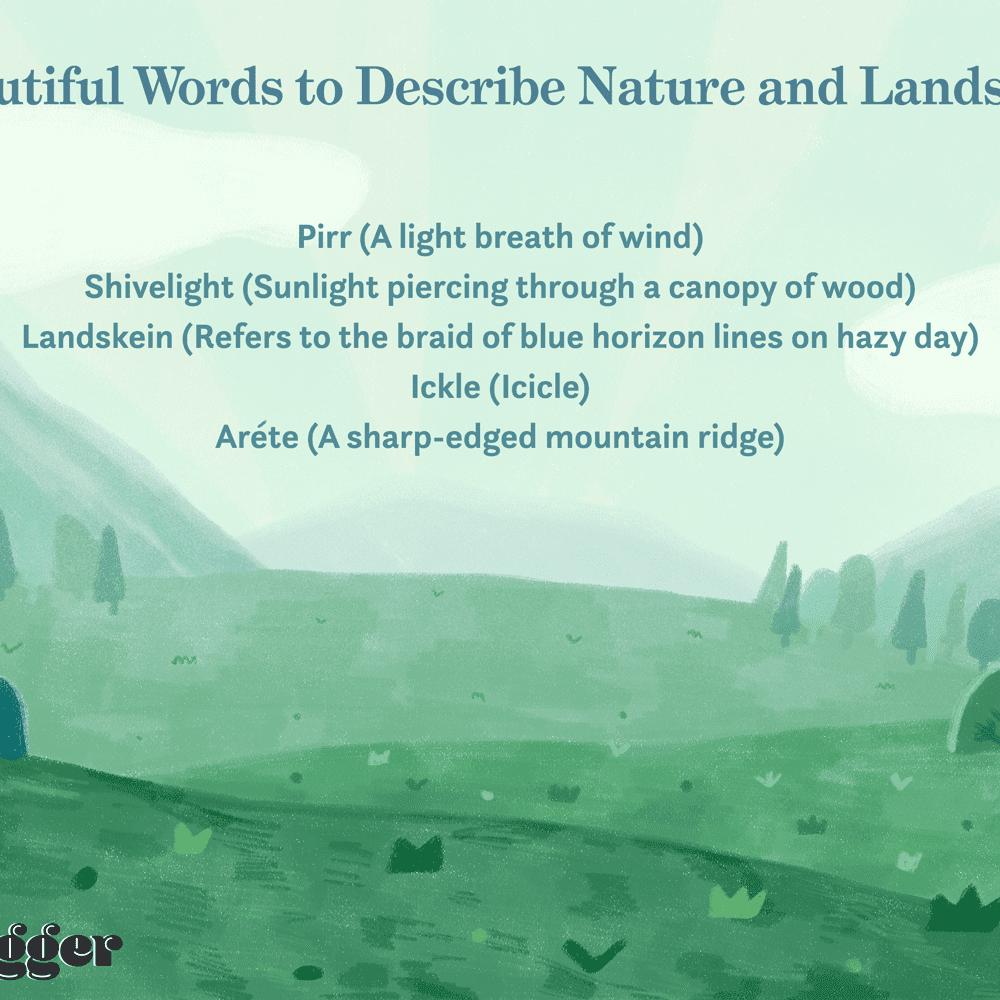 utiful Words to Describe Nature and Lands
Pirr (A light breath of wind)
Shivelight (Sunlight piercing through a canopy of wood)
Landskein (Refers to the braid of blue horizon lines on hazy day)
Ickle (Icicle)
Aréte (A sharp-edged mountain ridge)
gger